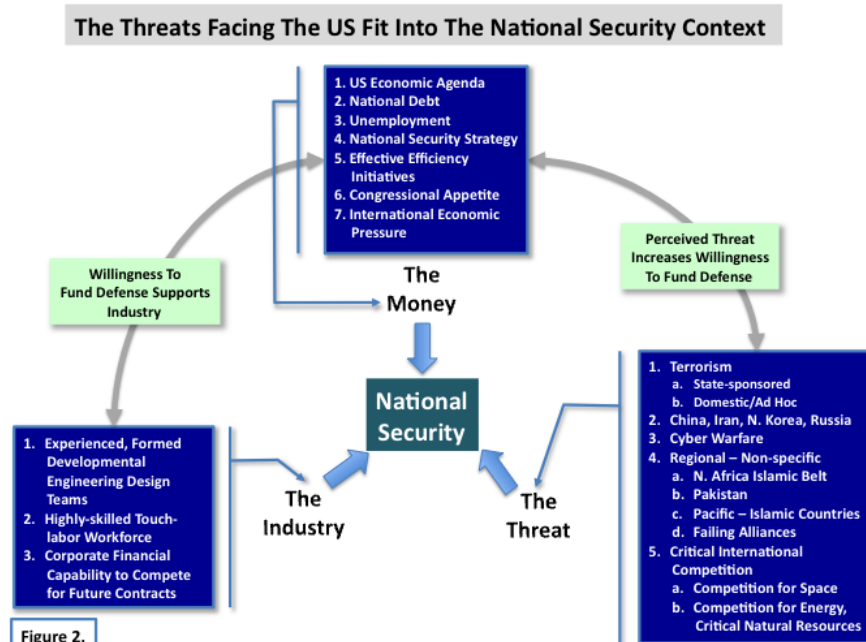 The Threats Facing The US Fit Into The National Security Context
1. US Economic Agenda
2. National Debt
3. Unemployment
4. National Security Strategy
5. Effective Efficiency
Initiatives
6. Congressional Appetite
7. International Economic
Pressure
Willingness To
Fund Defense Supports
Industry
Perceived Threat
Increases Willingness
To Fund Defense
The
Money
National
Security
1. Experienced, Formed
Developmental
Engineering Design
Teams
2. Highly-skilled Touch-
labor Workforce
3. Corporate Financial
Capability to Compete
for Future Contracts
The
Industry
The
Threat
1. Terrorism
a. State-sponsored
b. Domestic/Ad Hoc
2. China, Iran, N. Korea, Russia
3. Cyber Warfare
4. Regional – Non-specific
a. N. Africa Islamic Belt
b. Pakistan
c. Pacific – Islamic Countries
d. Failing Alliances
5. Critical International
Competition
a. Competition for Space
b. Competition for Energy,
Critical Natural Resources
Figure 2.